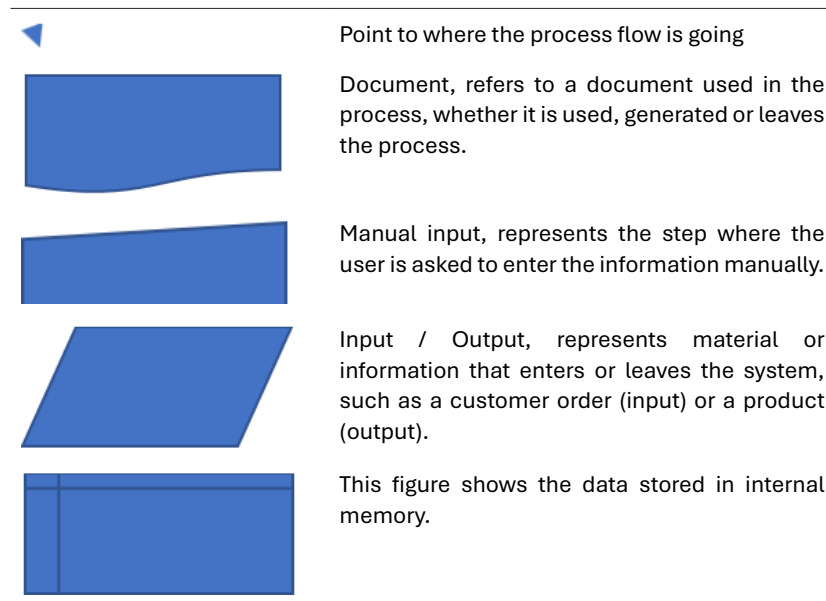 Point to where the process flow is going
Document, refers to a document used in the
process, whether it is used, generated or leaves
the process.
Manual input, represents the step where the
user is asked to enter the information manually.
Input / Output, represents material or
information that enters or leaves the system,
such as a customer order (input) or a product
(output).
This figure shows the data stored in internal
memory.